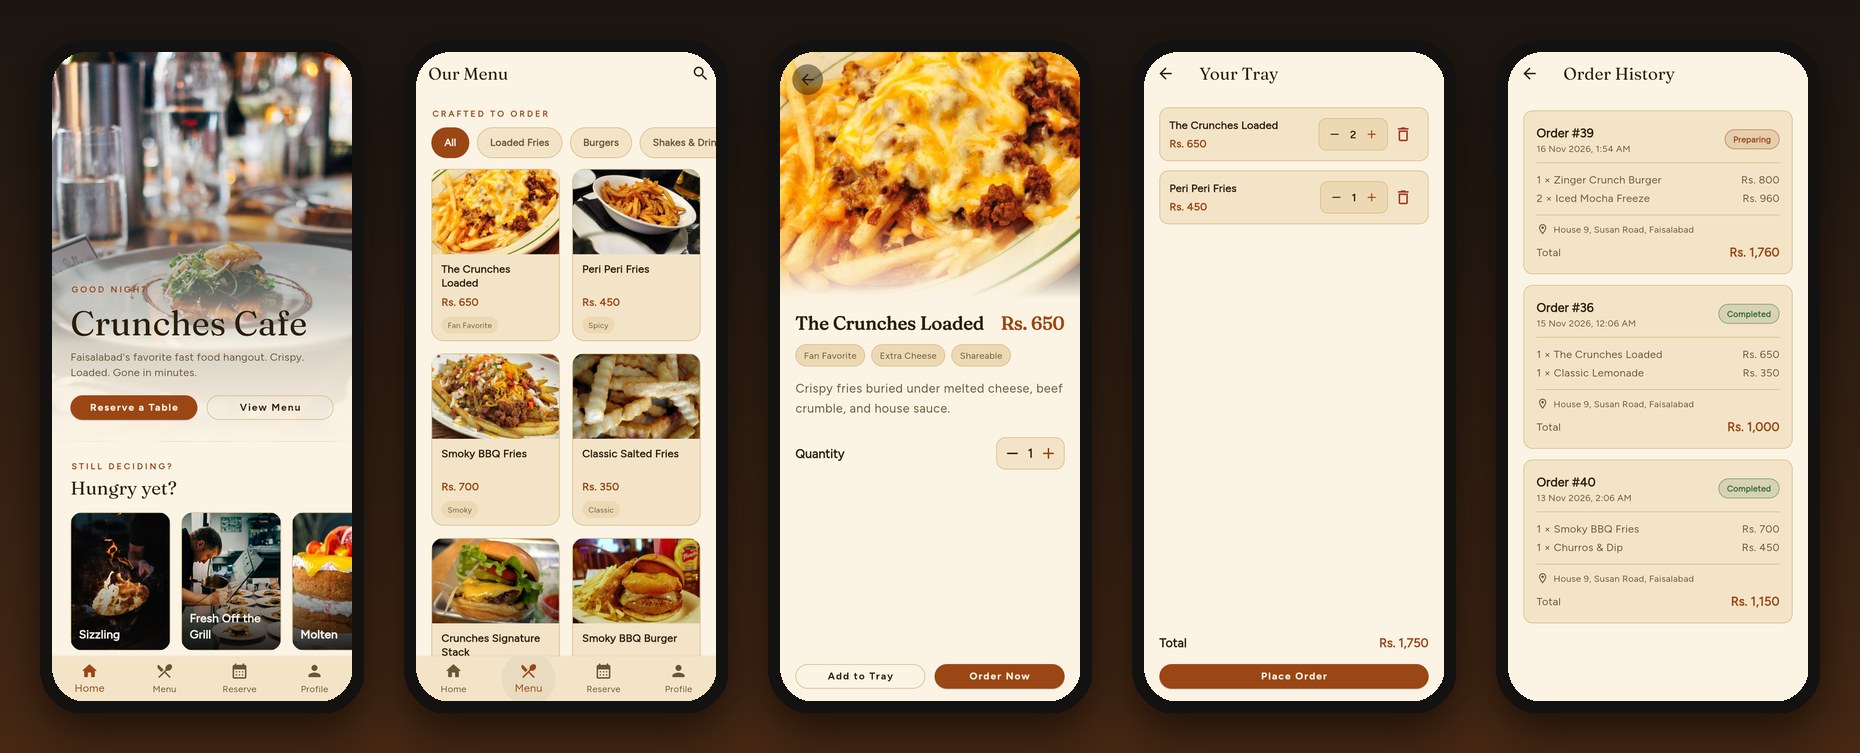 GOOD NIGHT
Crunches Cafe
Faisalabad's favorite fast food hangout. Crispy.
Loaded. Gone in minutes.
Reserve a Table
View Menu
STILL DECIDING?
Hungry yet?
Sizzling
Fresh Off the
Grill
Molten
Home
Menu
Reserve
Profile
Our Menu
CRAFTED TO ORDER
All
Loaded Fries
Burgers
Shakes & Drin
The Crunches
Loaded
Rs. 650
Fan Favorite
Peri Peri Fries
Rs. 450
Spicy
Smoky BBQ Fries
Rs. 700
Smoky
Classic Salted Fries
Rs. 350
Classic
Crunches Signature
Stack
Smoky BBQ Burger
Home
Menu
Reserve
Profile
The Crunches Loaded
Rs. 650
Fan Favorite
Extra Cheese
Shareable
Crispy fries buried under melted cheese, beef
crumble, and house sauce.
Quantity
− 1 +
Add to Tray
Order Now
Your Tray
The Crunches Loaded
Rs. 650
− 2 +
Peri Peri Fries
Rs. 450
− 1 +
Total
Rs. 1,750
Place Order
Order History
Order #39
16 Nov 2026, 1:54 AM
Preparing
1 × Zinger Crunch Burger
Rs. 800
2 × Iced Mocha Freeze
Rs. 960
House 9, Susan Road, Faisalabad
Total
Rs. 1,760
Order #36
15 Nov 2026, 12:06 AM
Completed
1 × The Crunches Loaded
Rs. 650
1 × Classic Lemonade
Rs. 350
House 9, Susan Road, Faisalabad
Total
Rs. 1,000
Order #40
13 Nov 2026, 2:06 AM
Completed
1 × Smoky BBQ Fries
Rs. 700
1 × Churros & Dip
Rs. 450
House 9, Susan Road, Faisalabad
Total
Rs. 1,150